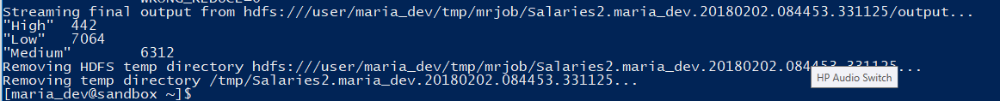 WRONG_REDUCE=0
Streaming final output from hdfs:///user/maria_dev/tmp/mrjob/Salaries2.maria_dev.20180202.084453.331125/output...
"High"  442
"Low"   7064
"Medium"        6312
Removing HDFS temp directory hdfs:///user/maria_dev/tmp/mrjob/Salaries2.maria_dev.20180202.084453.331125...
Removing temp directory /tmp/Salaries2.maria_dev.20180202.084453.331125...
HP Audio Switch
[maria_dev@sandbox ~]$